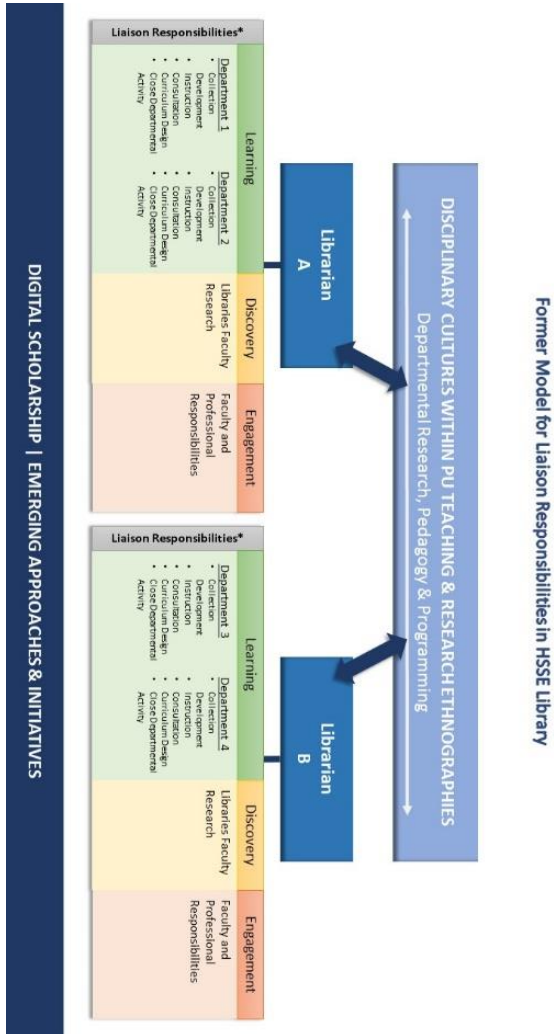 Former Model for Liaison Responsibilities in HSSE Library
DISCIPLINARY CULTURES WITHIN PU TEACHING & RESEARCH ETHNOGRAPHIES
Departmental Research, Pedagogy & Programming
Librarian
A
Librarian
B
Liaison Responsibilities*
Learning
Department 1
• Collection
Development
• Instruction
• Consultation
• Curriculum Design
• Close Departmental
Activity
Department 2
• Collection
Development
• Instruction
• Consultation
• Curriculum Design
• Close Departmental
Activity
Discovery
Libraries Faculty
Research
Engagement
Faculty and
Professional
Responsibilities
Liaison Responsibilities*
Learning
Department 3
• Collection
Development
• Instruction
• Consultation
• Curriculum Design
• Close Departmental
Activity
Department 4
• Collection
Development
• Instruction
• Consultation
• Curriculum Design
• Close Departmental
Activity
Discovery
Libraries Faculty
Research
Engagement
Faculty and
Professional
Responsibilities
DIGITAL SCHOLARSHIP | EMERGING APPROACHES & INITIATIVES